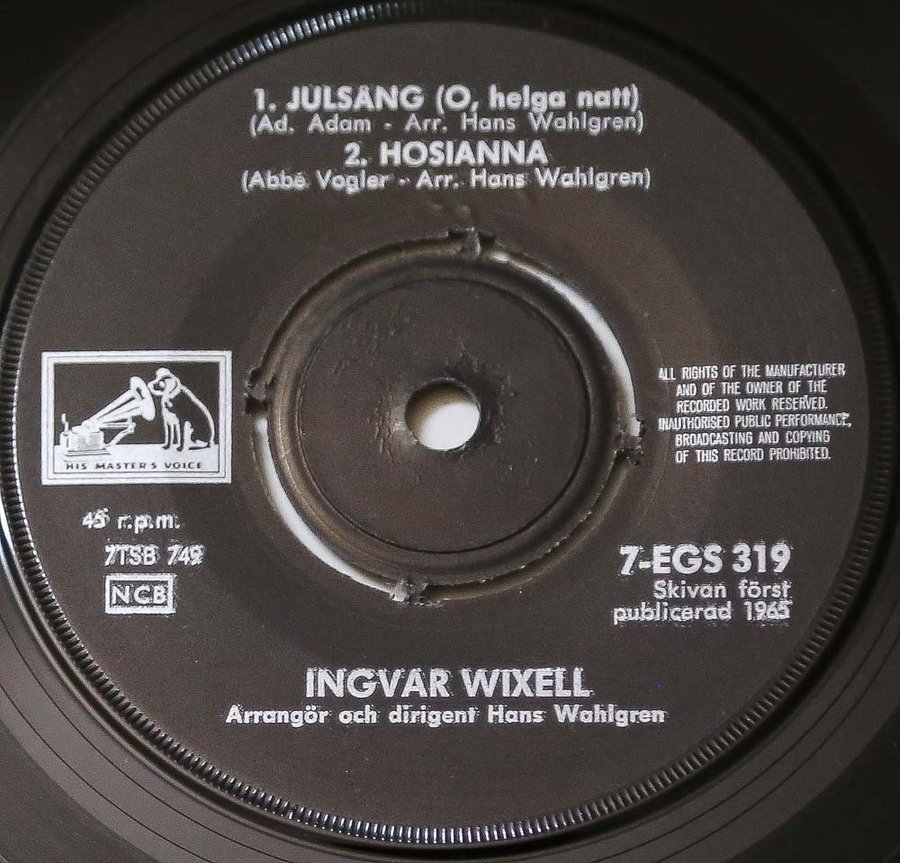 1. JULSÅNG (O, helga natt)
(Ad. Adam - Arr. Hans Wahlgren)
2. HOSIANNA
(Abbé Vogler - Arr. Hans Wahlgren)
HIS MASTER'S VOICE
ALL RIGHTS OF THE MANUFACTURER
AND OF THE OWNER OF THE
RECORDED WORK RESERVED.
UNAUTHORISED PUBLIC PERFORMANCE,
BROADCASTING AND COPYING
OF THIS RECORD PROHIBITED.
45 r.p.m.
7TSB 749
NCB
7-EGS 319
Skivan först
publicerad 1965
INGVAR WIXELL
Arrangör och dirigent Hans Wahlgren